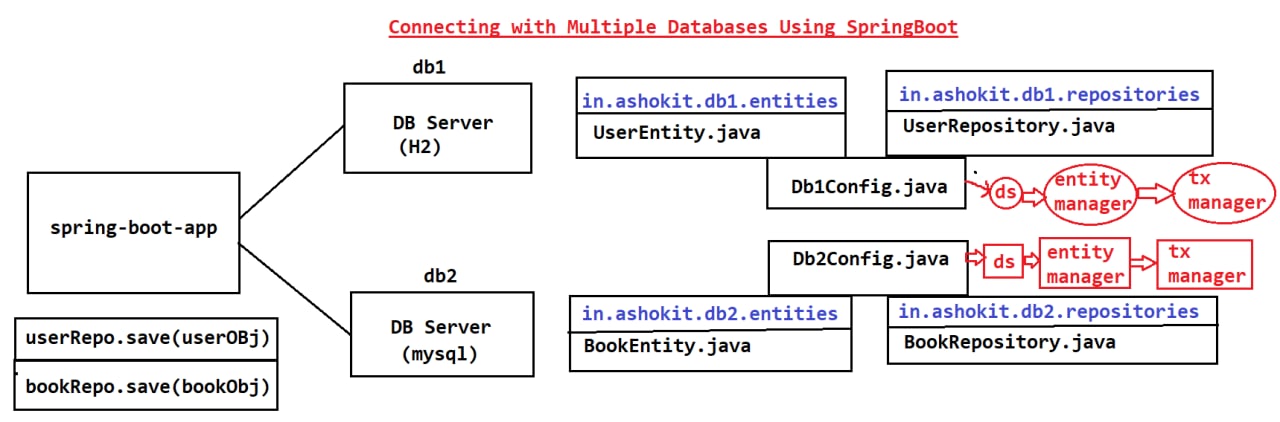 Connecting with Multiple Databases Using SpringBoot
db1
DB Server
(H2)
in.ashokit.db1.entities
UserEntity.java
in.ashokit.db1.repositories
UserRepository.java
Db1Config.java
ds
entity
manager
tx
manager
spring-boot-app
db2
DB Server
(mysql)
Db2Config.java
ds
entity
manager
tx
manager
in.ashokit.db2.entities
BookEntity.java
in.ashokit.db2.repositories
BookRepository.java
userRepo.save(userOBj)
bookRepo.save(bookObj)